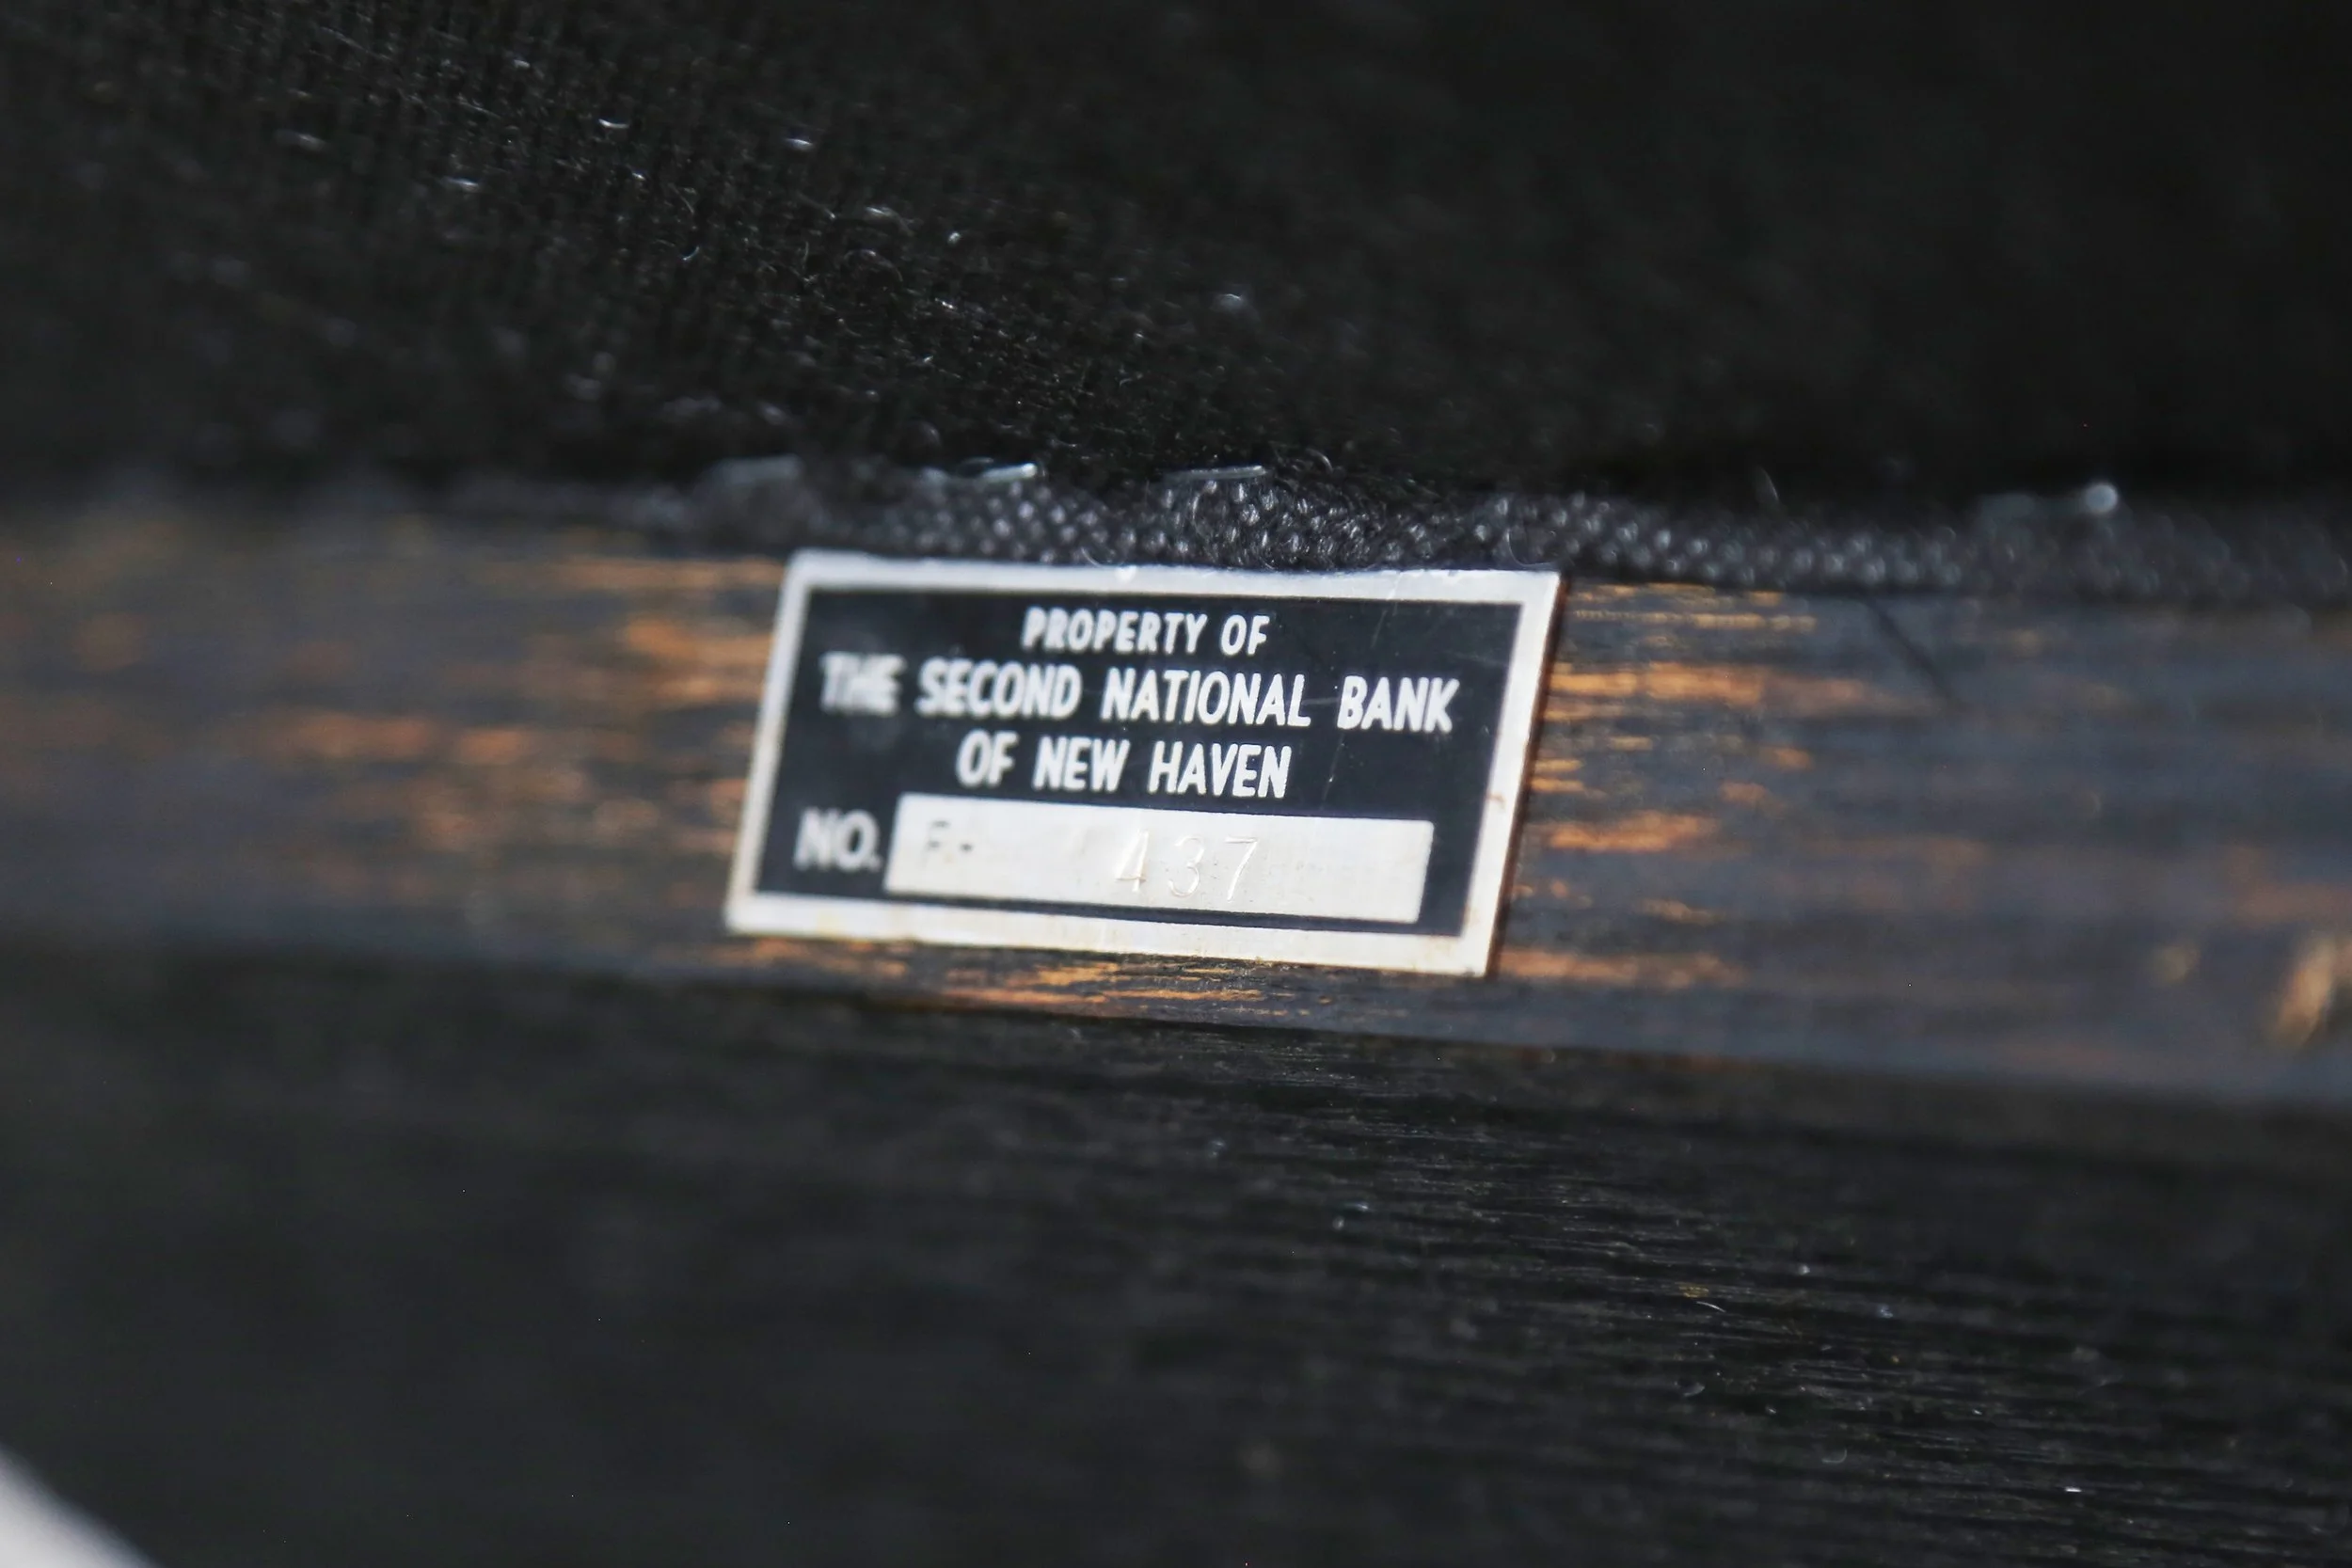 PROPERTY OF
THE SECOND NATIONAL BANK
OF NEW HAVEN
NO. F- 437